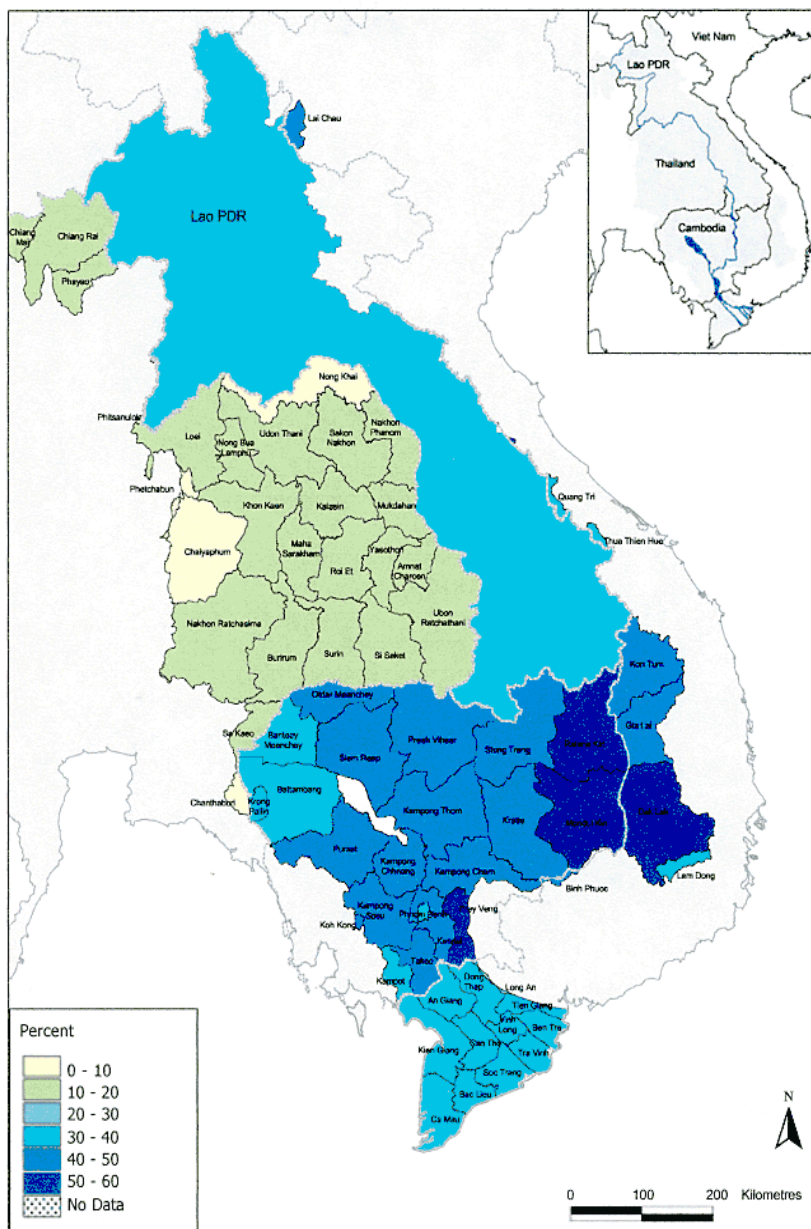 Viet Nam
Lao PDR
Thailand
Cambodia
Lai Chau
Lao PDR
Chiang
Mai
Chiang Rai
Phayao
Nong Khai
Phitsanulok
Loei
Nong Bua
Lamphu
Udon Thani
Sakon
Nakhon
Nakhon
Phanom
Phetchabun
Khon Kaen
Kalasin
Mukdahan
Quang Tri
Thua Thien Hue
Chaiyaphum
Maha
Sarakham
Roi Et
Yasothon
Amnat
Charoen
Nakhon Ratchasima
Ubon
Ratchathani
Burirum
Surin
Si Saket
Kon Tum
Gia Lai
Oddar Meanchey
Sa Kaeo
Banteay
Meanchey
Siem Reap
Preah Vihear
Stung Treng
Chanthaburi
Krong
Pailin
Battambang
Kampong Thom
Kratie
Lam Dong
Pursat
Kampong
Chhnang
Kampong Cham
Binh Phuoc
Koh Kong
Kampong
Speu
Phnom Penh
Prey Veng
Kandal
Takeo
Kampot
Dong
Thap
Long An
An Giang
Tien Giang
Vinh
Long
Ben Tre
Kien Giang
Can Tho
Tra Vinh
Soc Trang
Bac Lieu
Ca Mau
Percent
0 - 10
10 - 20
20 - 30
30 - 40
40 - 50
50 - 60
No Data
N
0 100 200 Kilometres